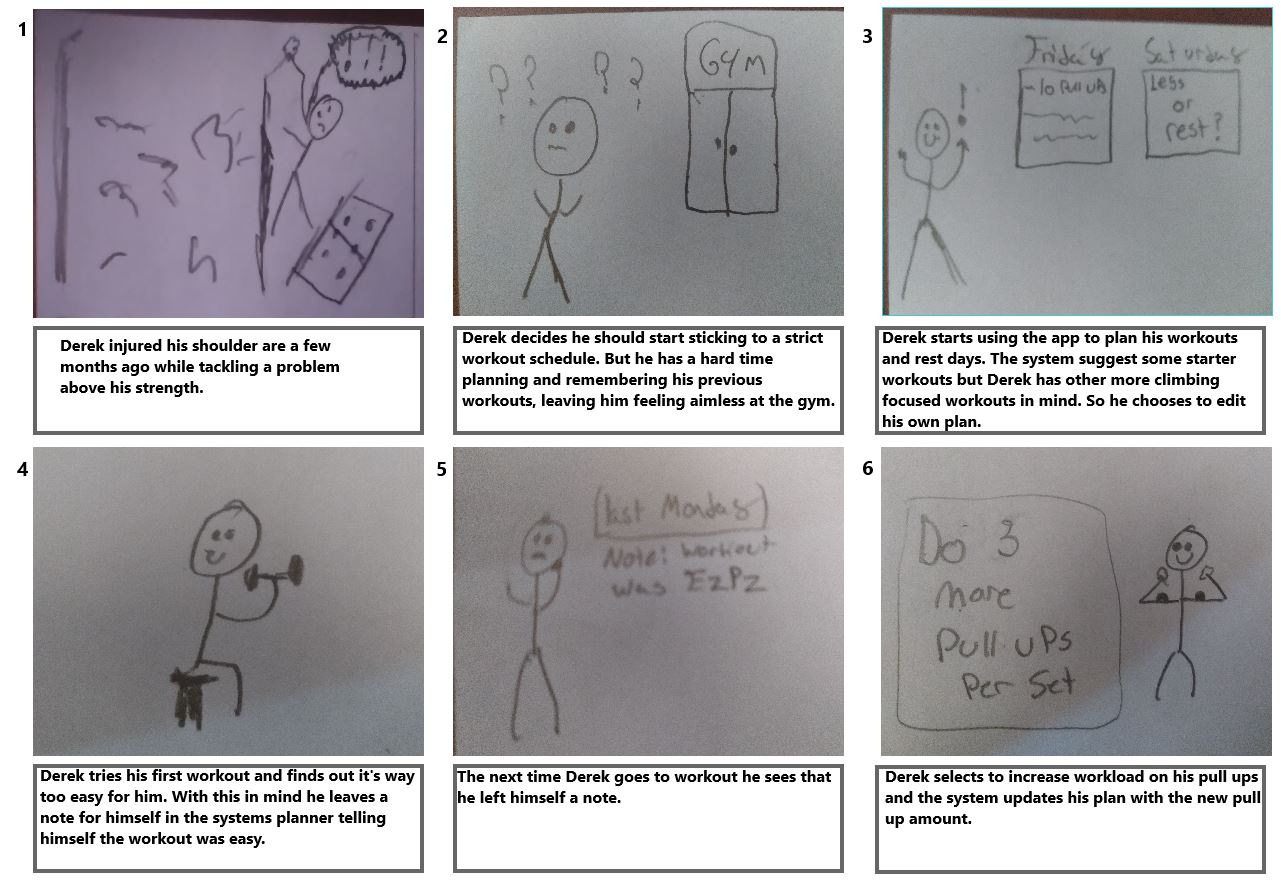 1
!!!
Derek injured his shoulder are a few
months ago while tackling a problem
above his strength.
2
? ? ? ?
GYM
Derek decides he should start sticking to a strict
workout schedule. But he has a hard time
planning and remembering his previous
workouts, leaving him feeling aimless at the gym.
3
!
Friday
~10 Pull ups
Saturday
Less
or
rest?
Derek starts using the app to plan his workouts
and rest days. The system suggest some starter
workouts but Derek has other more climbing
focused workouts in mind. So he chooses to edit
his own plan.
4
Derek tries his first workout and finds out it's way
too easy for him. With this in mind he leaves a
note for himself in the systems planner telling
himself the workout was easy.
5
last Monday
Note: workout
was EzPz
The next time Derek goes to workout he sees that
he left himself a note.
6
Do 3
more
Pull ups
Per Set
Derek selects to increase workload on his pull ups
and the system updates his plan with the new pull
up amount.